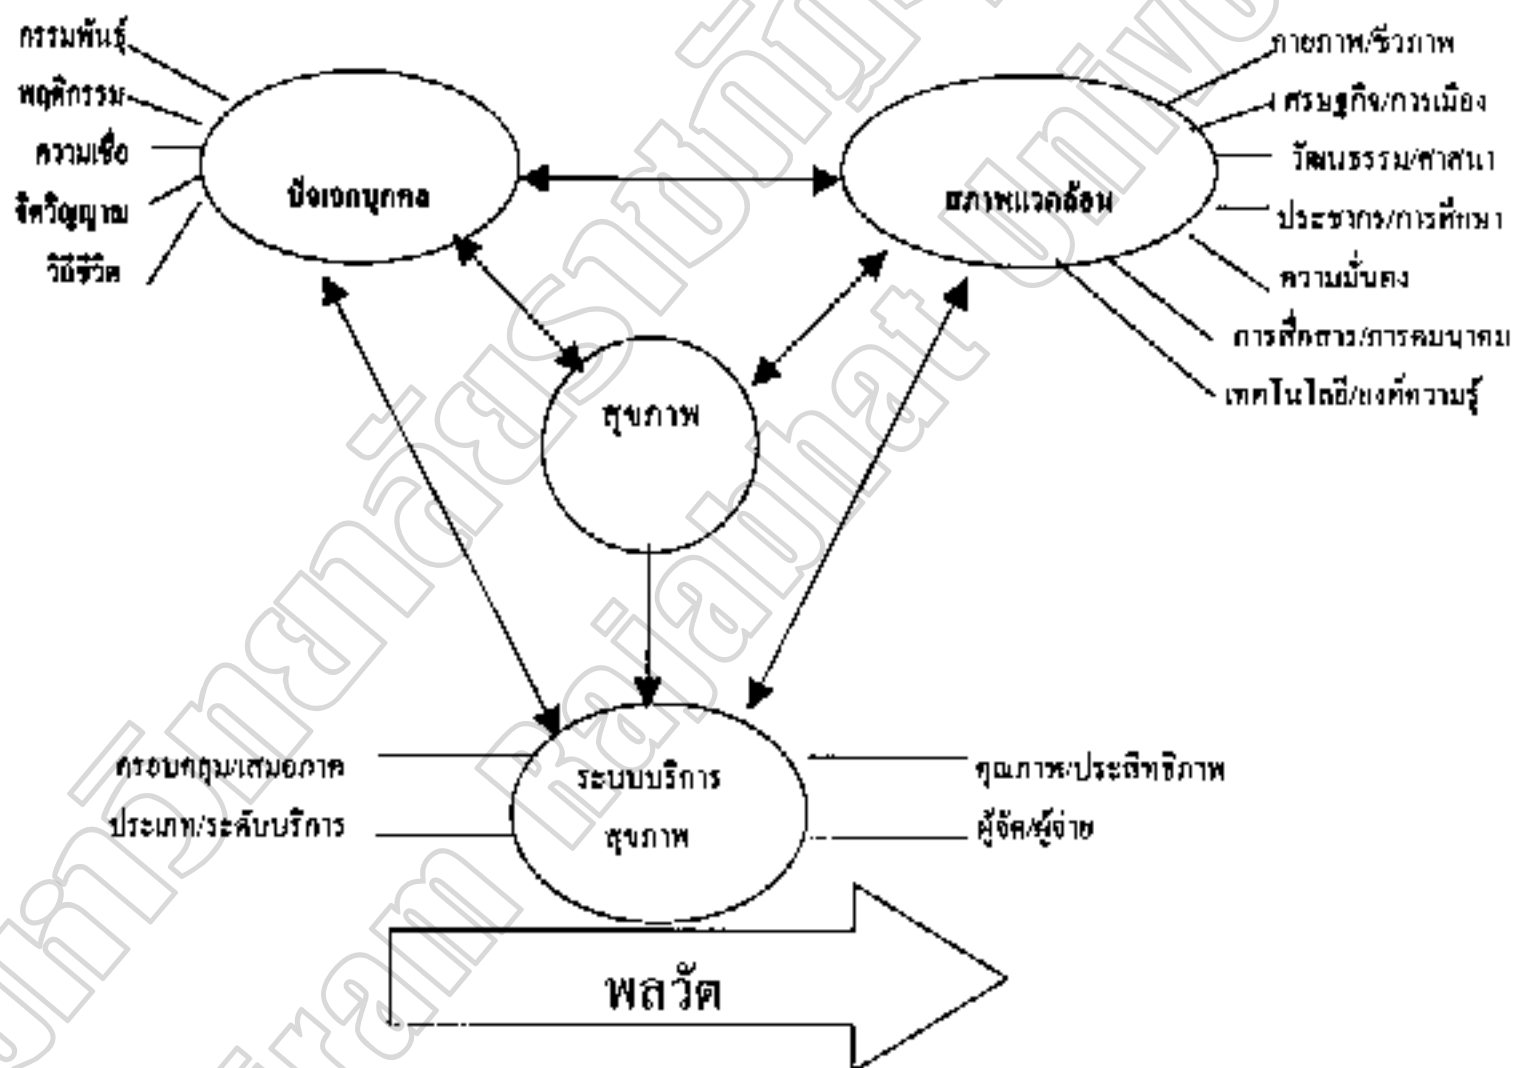 กรรมพันธุ์
พฤติกรรม
ความเชื่อ
จิตวิญญาณ
วิถีชีวิต
ปัจเจกบุคคล
สภาพแวดล้อม
กายภาพ/ชีวภาพ
เศรษฐกิจ/การเมือง
วัฒนธรรม/ศาสนา
ประชากร/การศึกษา
ความมั่นคง
การสื่อสาร/การคมนาคม
เทคโนโลยี/องค์ความรู้
สุขภาพ
ครอบคลุม/เสมอภาค
ประเภท/ระดับบริการ
ระบบบริการ
สุขภาพ
คุณภาพ/ประสิทธิภาพ
ผู้จัด/ผู้จ่าย
พลวัต
Rajabhat